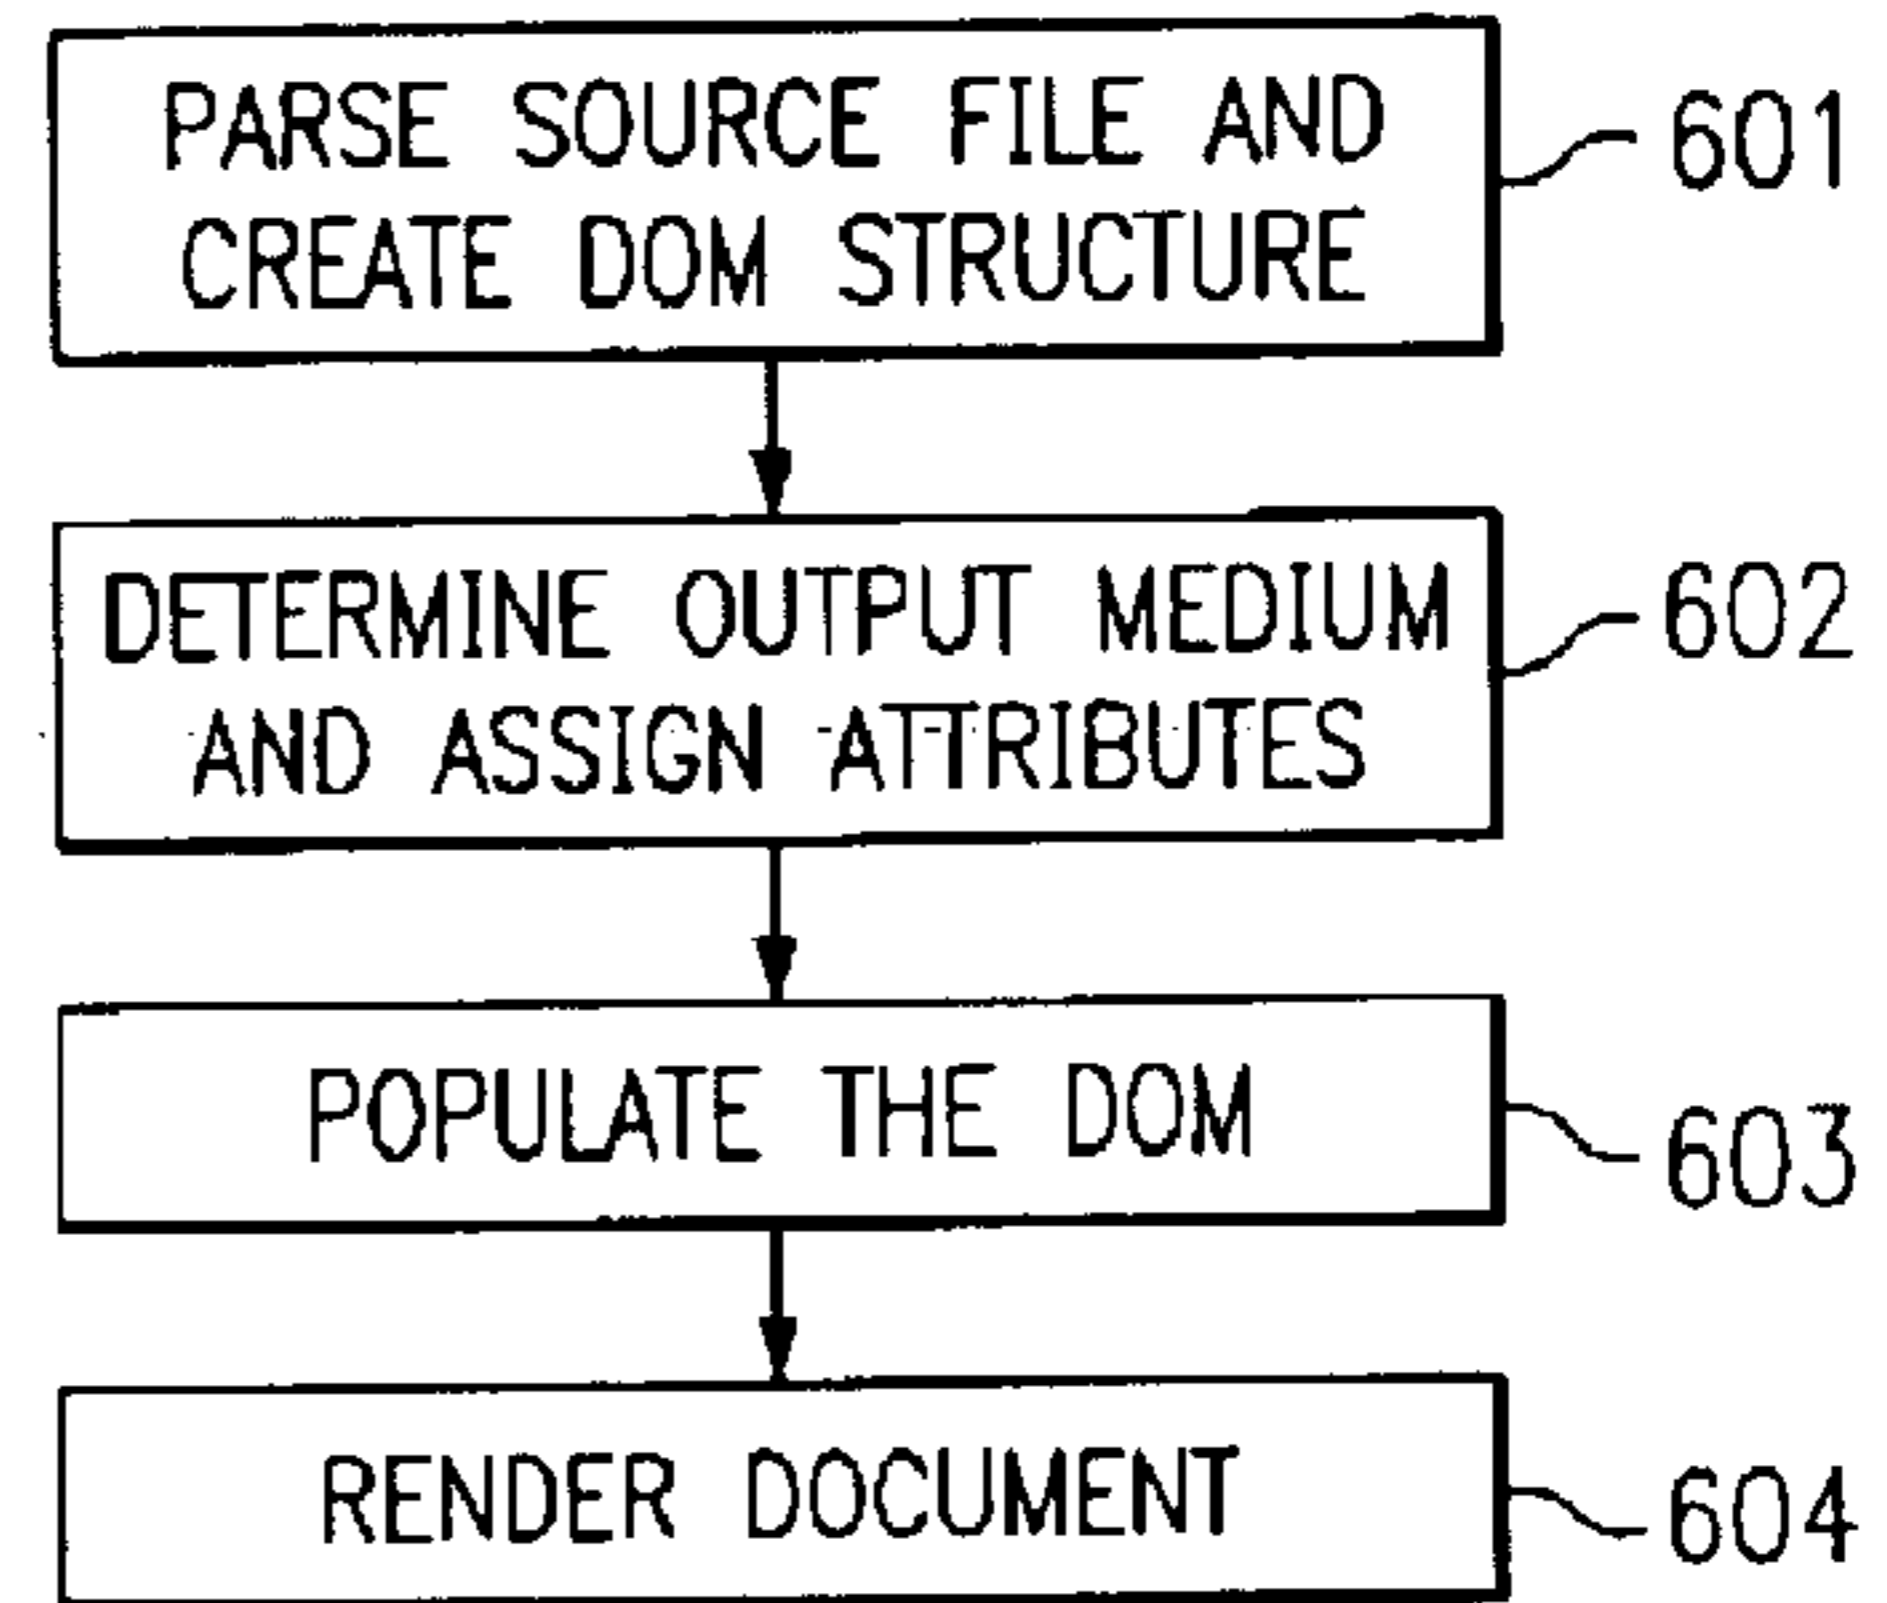 PARSE SOURCE FILE AND
CREATE DOM STRUCTURE
601
DETERMINE OUTPUT MEDIUM
AND ASSIGN ATTRIBUTES
602
POPULATE THE DOM
603
RENDER DOCUMENT
604